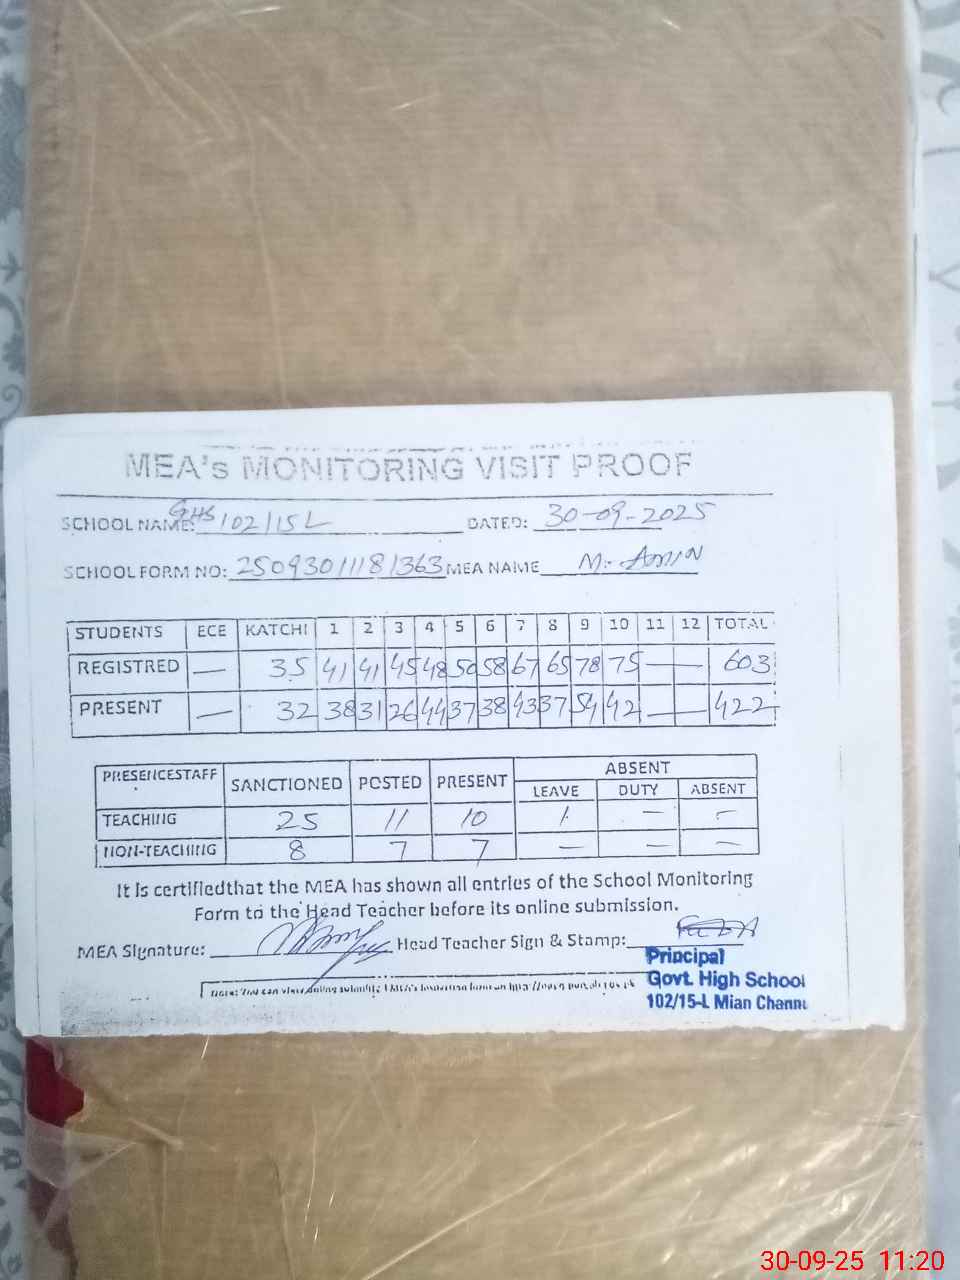 MEA's MONITORING VISIT PROOF
SCHOOL NAME: GHS 102/15L DATED: 30-09-2025
SCHOOL FORM NO: 25093011181363 MEA NAME M. Amin
STUDENTS ECE KATCHI 1 2 3 4 5 6 7 8 9 10 11 12 TOTAL
REGISTRED — 35 41 41 45 48 50 58 67 65 78 75 — — 603
PRESENT — 32 38 31 26 44 37 38 43 37 54 42 — — 422
PRESENCESTAFF SANCTIONED POSTED PRESENT ABSENT
LEAVE DUTY ABSENT
TEACHING 25 11 10 1 — —
NON-TEACHING 8 7 7 — — —
It is certifiedthat the MEA has shown all entries of the School Monitoring
Form to the Head Teacher before its online submission.
MEA Signature: Head Teacher Sign & Stamp:
Principal
Govt. High School
102/15-L Mian Channu
Note: You can view
30-09-25 11:20